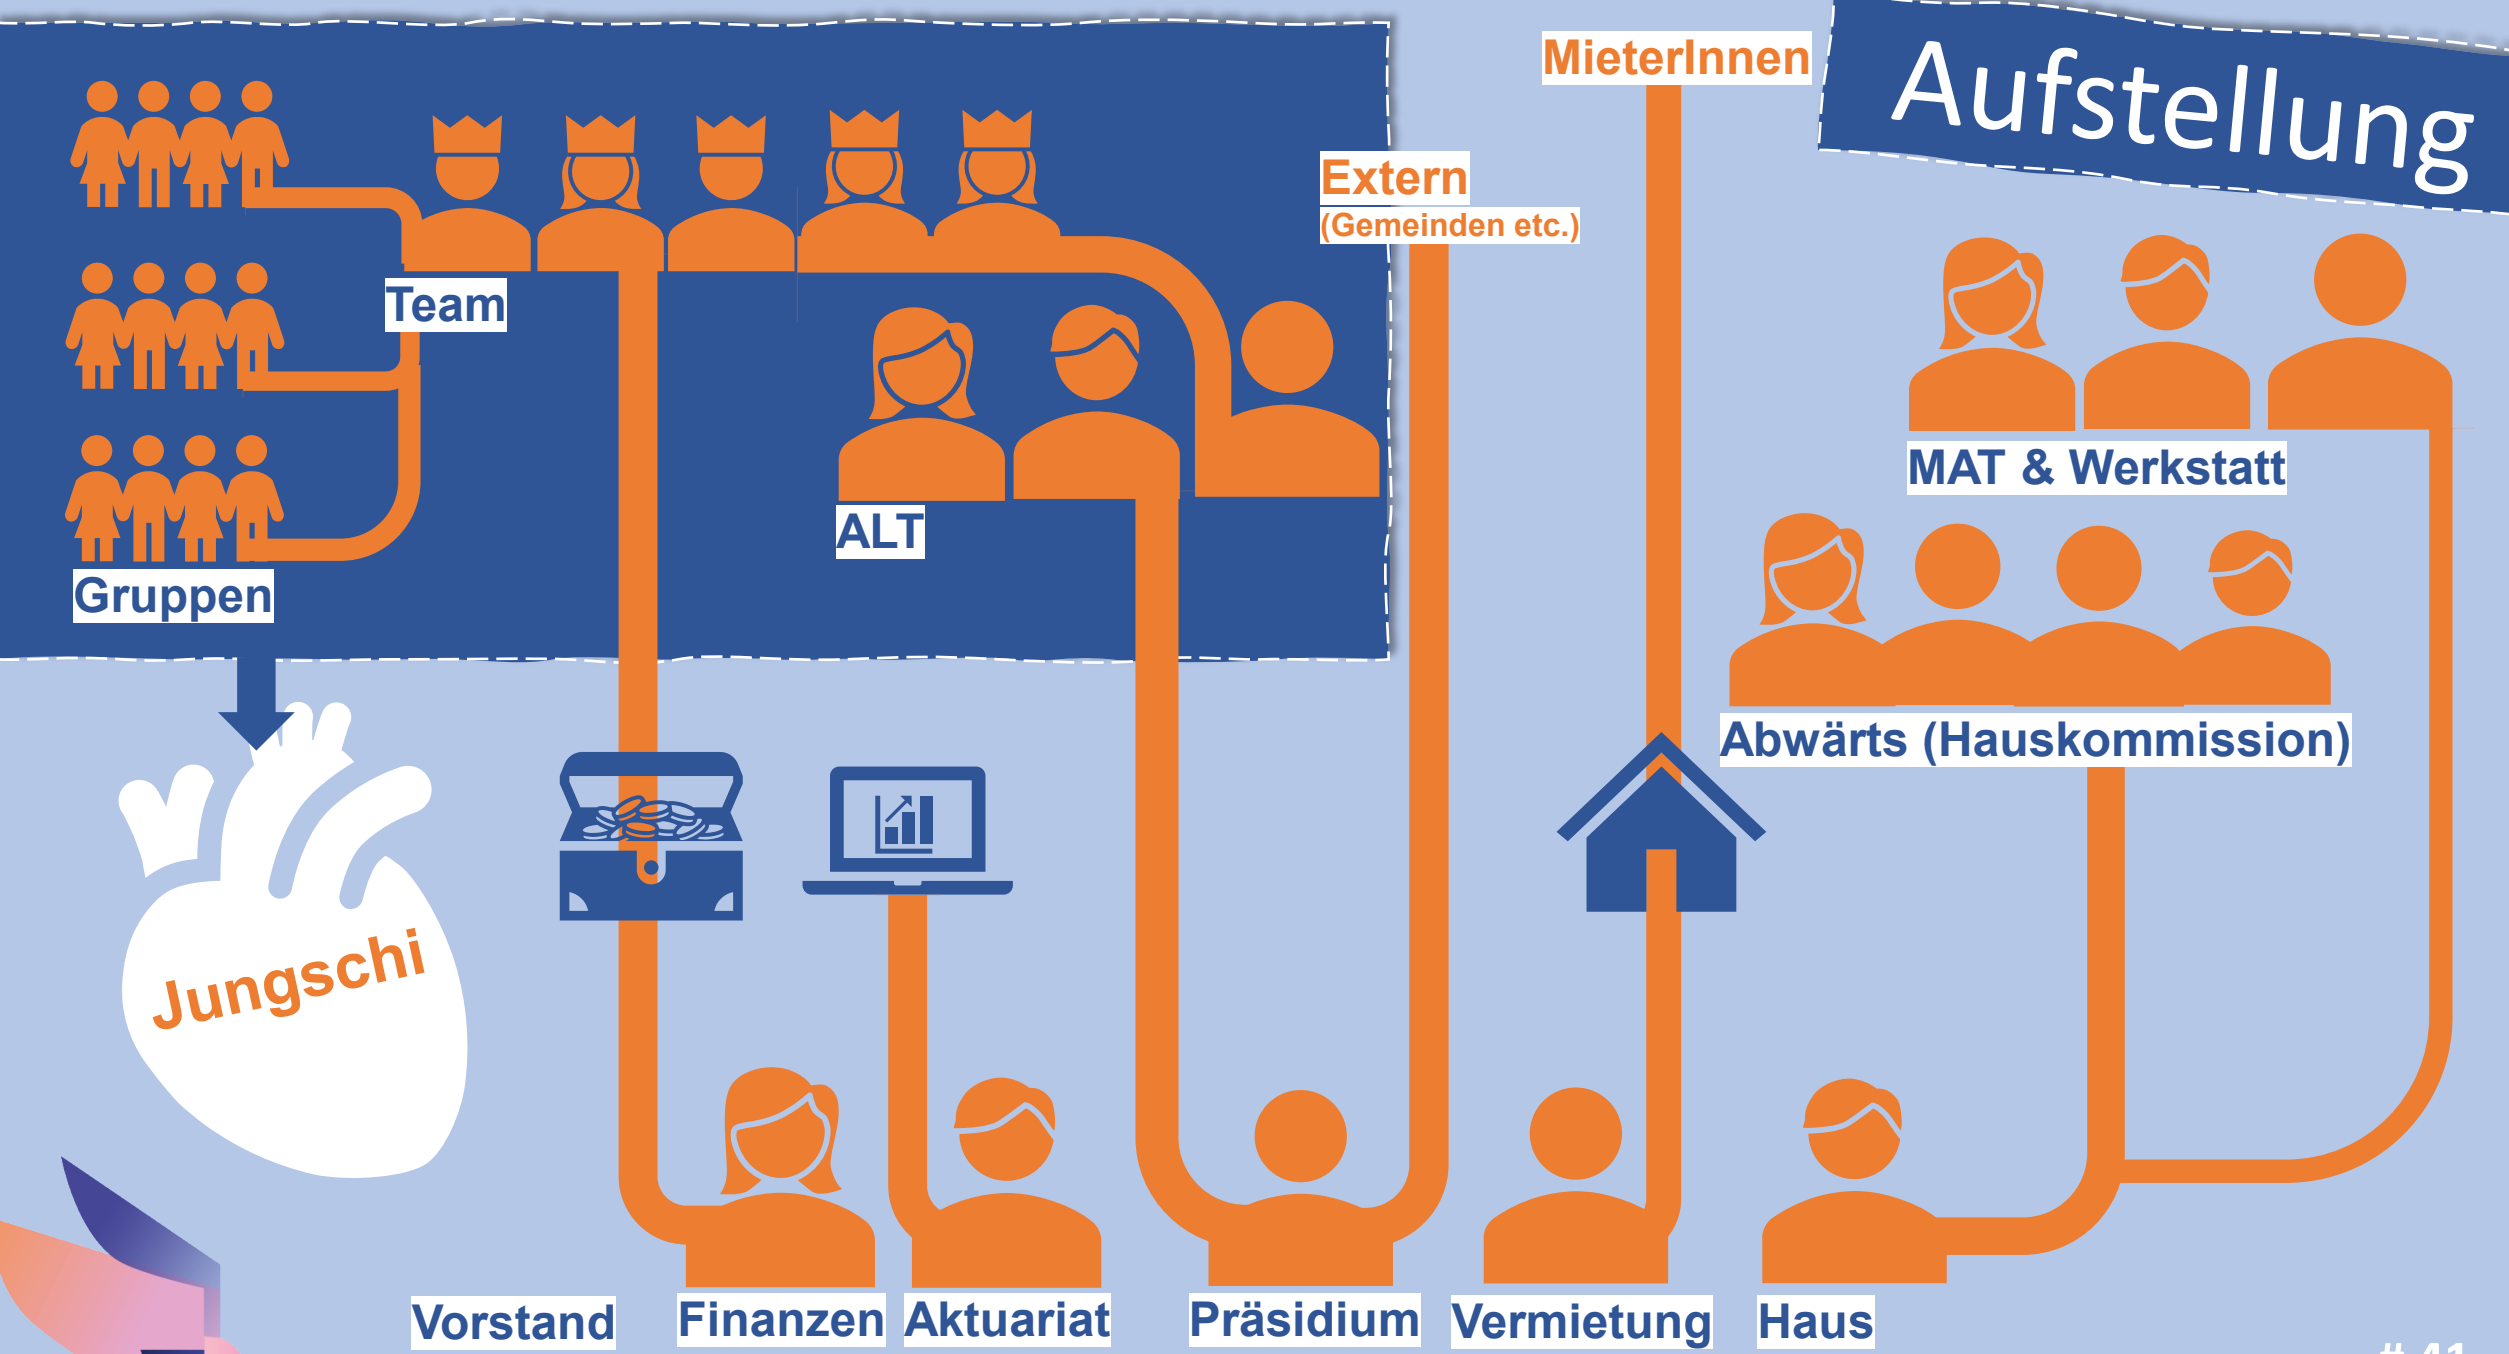 Aufstellung
MieterInnen
Extern
(Gemeinden etc.)
Team
ALT
Gruppen
MAT & Werkstatt
Abwärts (Hauskommission)
Jungschi
Vorstand
Finanzen
Aktuariat
Präsidium
Vermietung
Haus
# 41